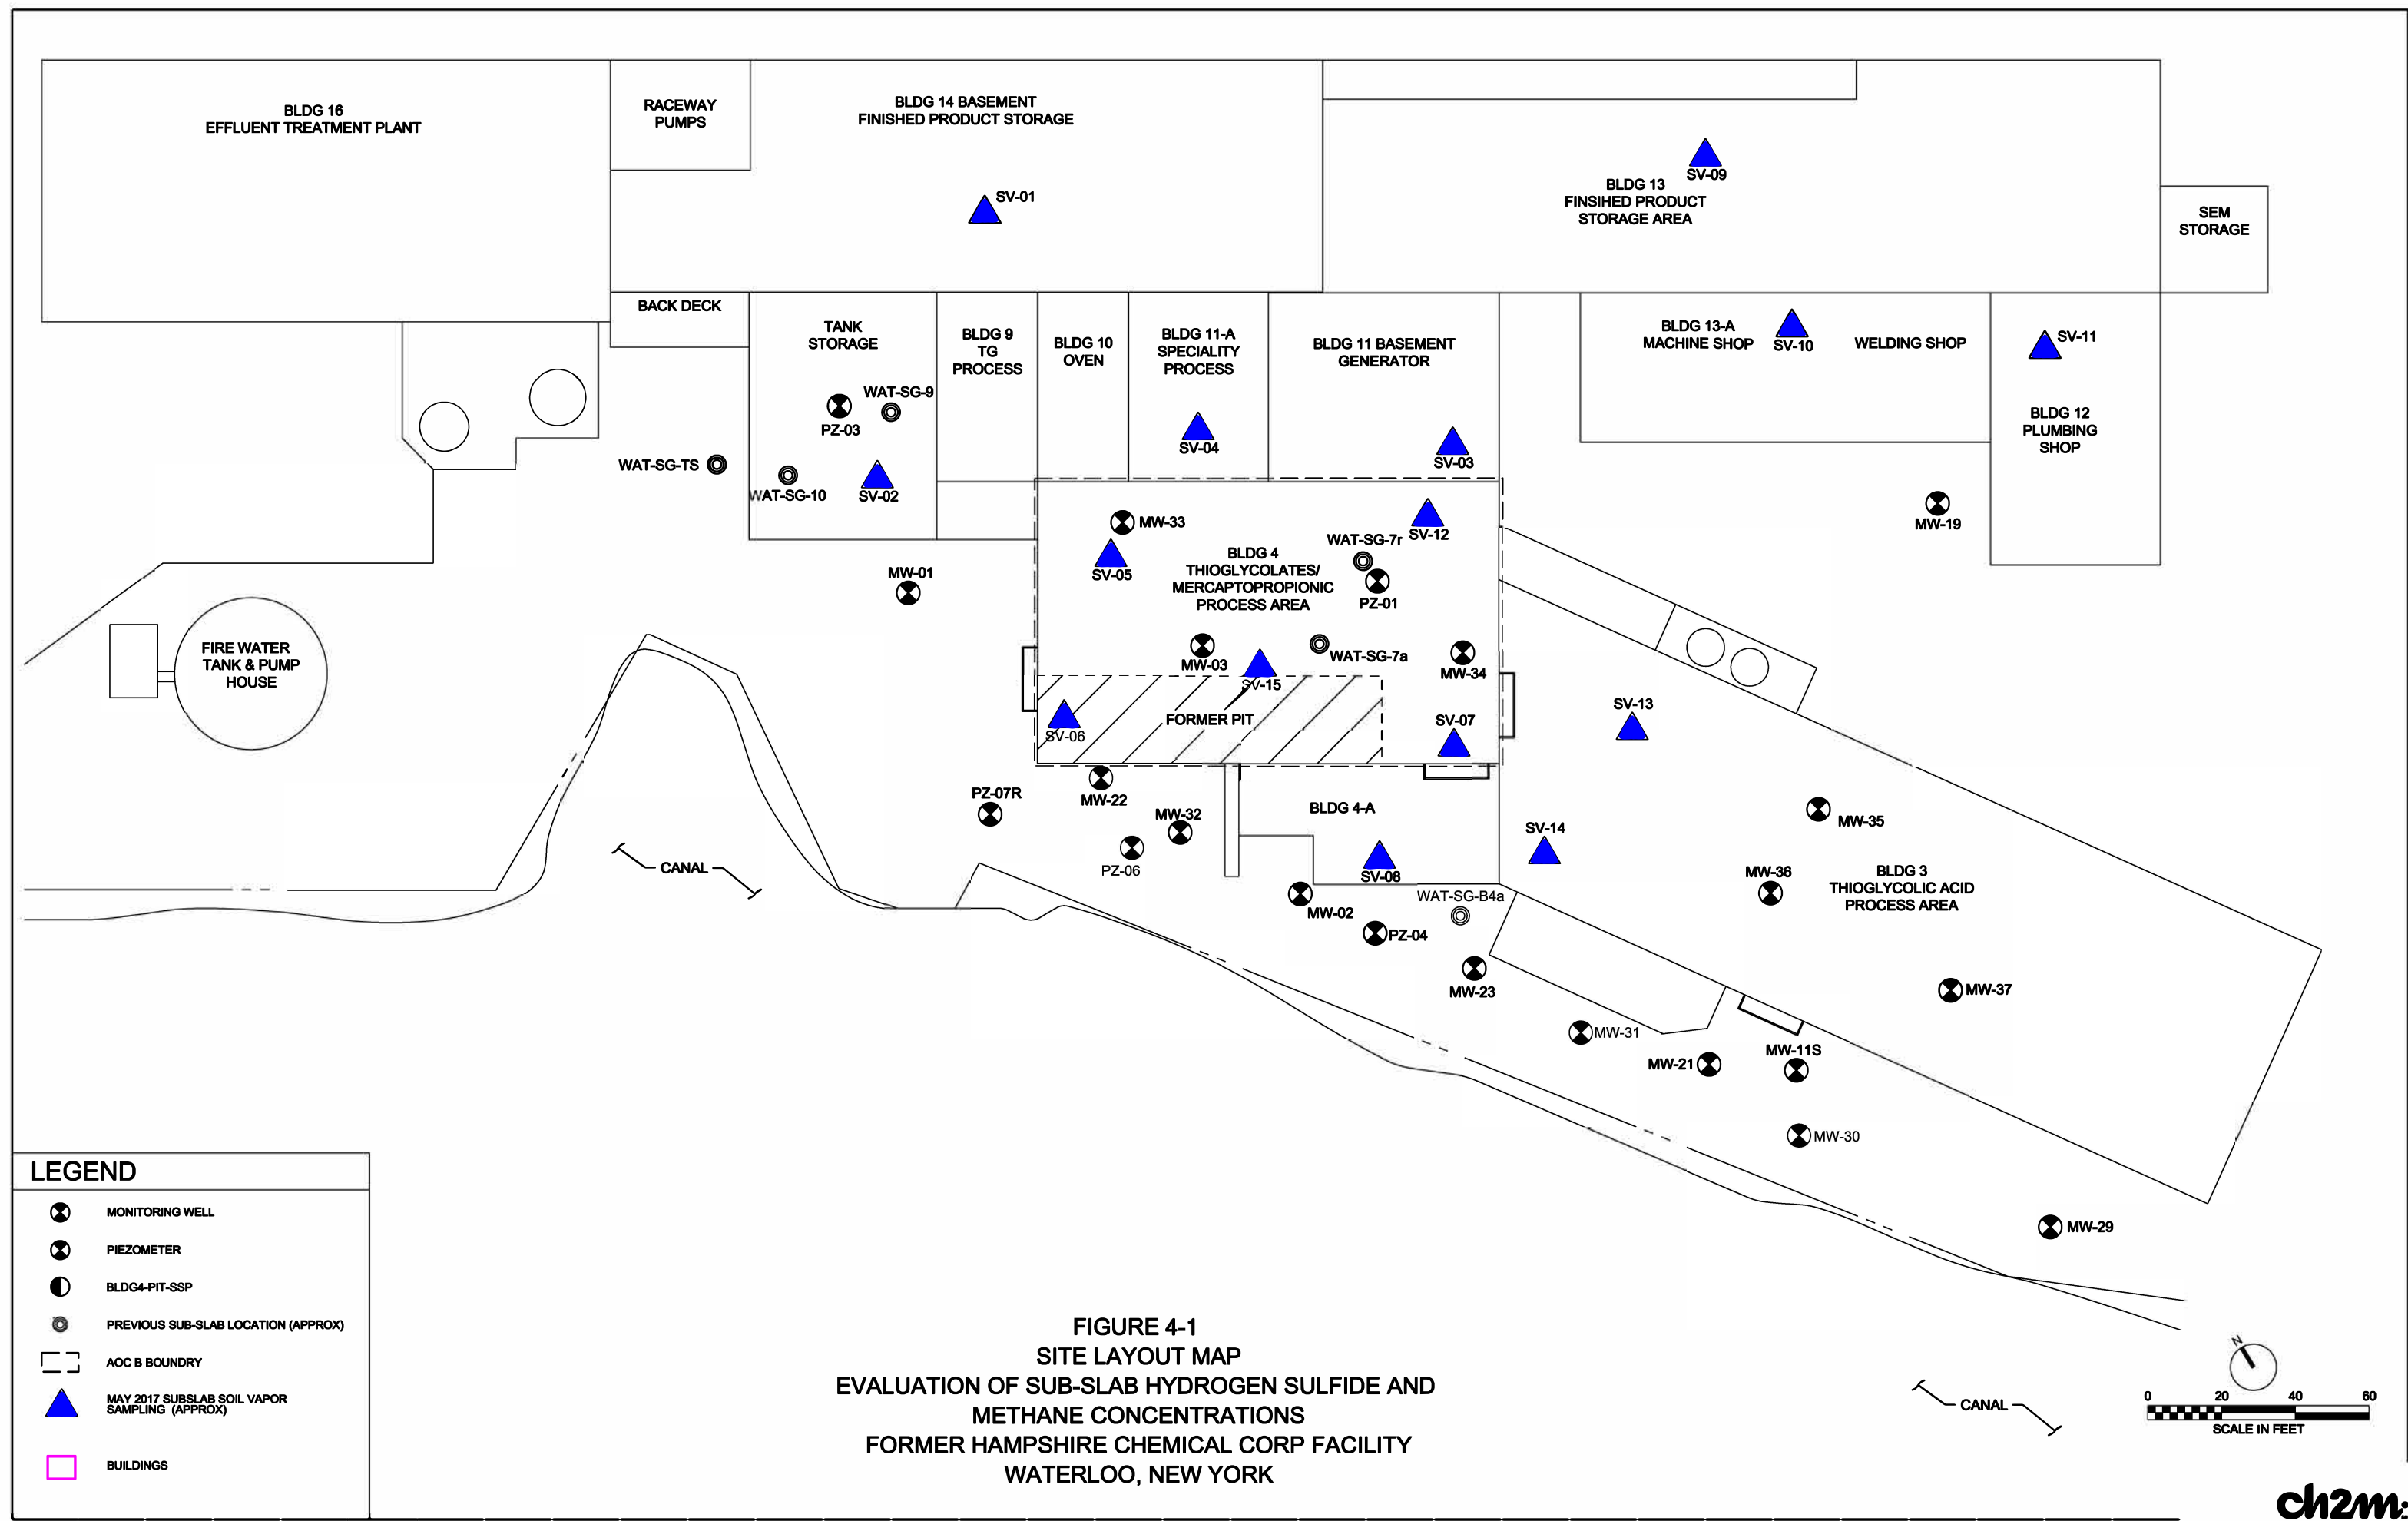 BLDG 16
EFFLUENT TREATMENT PLANT
RACEWAY
PUMPS
BLDG 14 BASEMENT
FINISHED PRODUCT STORAGE
SV-01
SV-09
BLDG 13
FINSIHED PRODUCT
STORAGE AREA
SEM
STORAGE
BACK DECK
TANK
STORAGE
BLDG 9
TG
PROCESS
BLDG 10
OVEN
BLDG 11-A
SPECIALITY
PROCESS
BLDG 11 BASEMENT
GENERATOR
BLDG 13-A
MACHINE SHOP
SV-10
WELDING SHOP
SV-11
WAT-SG-9
PZ-03
SV-04
SV-03
BLDG 12
PLUMBING
SHOP
WAT-SG-TS
WAT-SG-10
SV-02
MW-33
SV-12
MW-19
WAT-SG-7r
SV-05
BLDG 4
THIOGLYCOLATES/
MERCAPTOPROPIONIC
PROCESS AREA
PZ-01
MW-01
FIRE WATER
TANK & PUMP
HOUSE
MW-03
WAT-SG-7a
MW-34
SV-15
FORMER PIT
SV-06
SV-07
SV-13
PZ-07R
MW-22
MW-32
PZ-06
BLDG 4-A
SV-14
MW-35
CANAL
SV-08
MW-36
BLDG 3
THIOGLYCOLIC ACID
PROCESS AREA
WAT-SG-B4a
MW-02
PZ-04
MW-23
MW-37
MW-31
MW-21
MW-11S
MW-30
MW-29
LEGEND
MONITORING WELL
PIEZOMETER
BLDG4-PIT-SSP
PREVIOUS SUB-SLAB LOCATION (APPROX)
AOC B BOUNDRY
MAY 2017 SUBSLAB SOIL VAPOR
SAMPLING (APPROX)
BUILDINGS
FIGURE 4-1
SITE LAYOUT MAP
EVALUATION OF SUB-SLAB HYDROGEN SULFIDE AND
METHANE CONCENTRATIONS
FORMER HAMPSHIRE CHEMICAL CORP FACILITY
WATERLOO, NEW YORK
CANAL
N
0 20 40 60
SCALE IN FEET
ch2m: